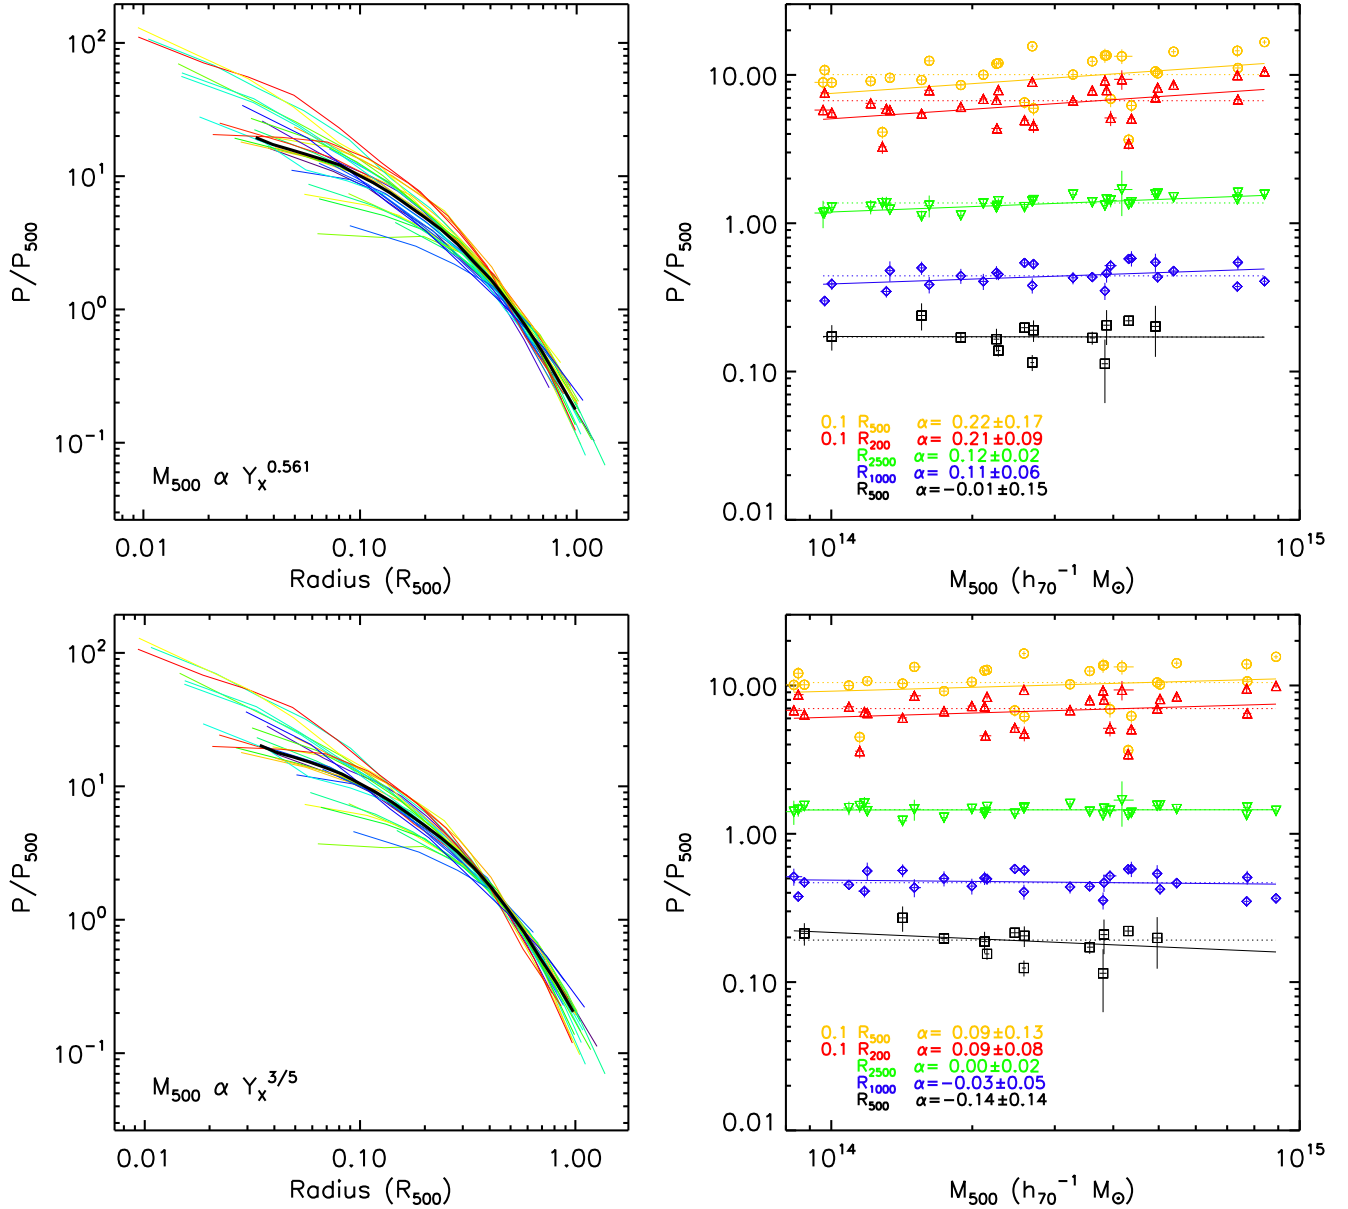 10²
10¹
10⁰
10⁻¹
P/P₅₀₀
M₅₀₀ α Y_X^0.561
0.01 0.10 1.00
Radius (R₅₀₀)
10.00
1.00
0.10
0.01
P/P₅₀₀
0.1 R₅₀₀ α= 0.22±0.17
0.1 R₂₀₀ α= 0.21±0.09
R₂₅₀₀ α= 0.12±0.02
R₁₀₀₀ α= 0.11±0.06
R₅₀₀ α=−0.01±0.15
10¹⁴ 10¹⁵
M₅₀₀ (h₇₀⁻¹ M⊙)
10²
10¹
10⁰
10⁻¹
P/P₅₀₀
M₅₀₀ α Y_X^3/5
0.01 0.10 1.00
Radius (R₅₀₀)
10.00
1.00
0.10
0.01
P/P₅₀₀
0.1 R₅₀₀ α= 0.09±0.13
0.1 R₂₀₀ α= 0.09±0.08
R₂₅₀₀ α= 0.00±0.02
R₁₀₀₀ α=−0.03±0.05
R₅₀₀ α=−0.14±0.14
10¹⁴ 10¹⁵
M₅₀₀ (h₇₀⁻¹ M⊙)